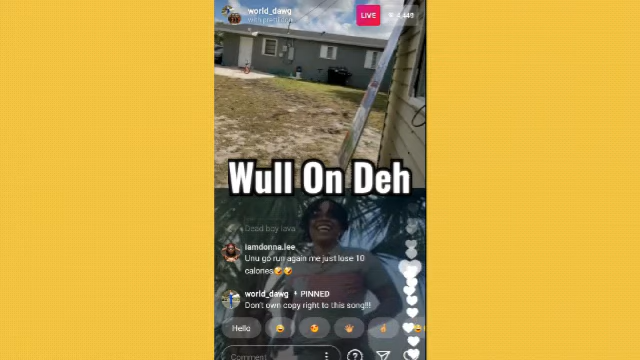 world_dawg
LIVE
Wull On Deh
Dead boy java
iamdonna.lee
Unu go run again me just lose 10
calories🤣🤣
world_dawg PINNED
Don't own copy right to this song!!!
Hello
Comment